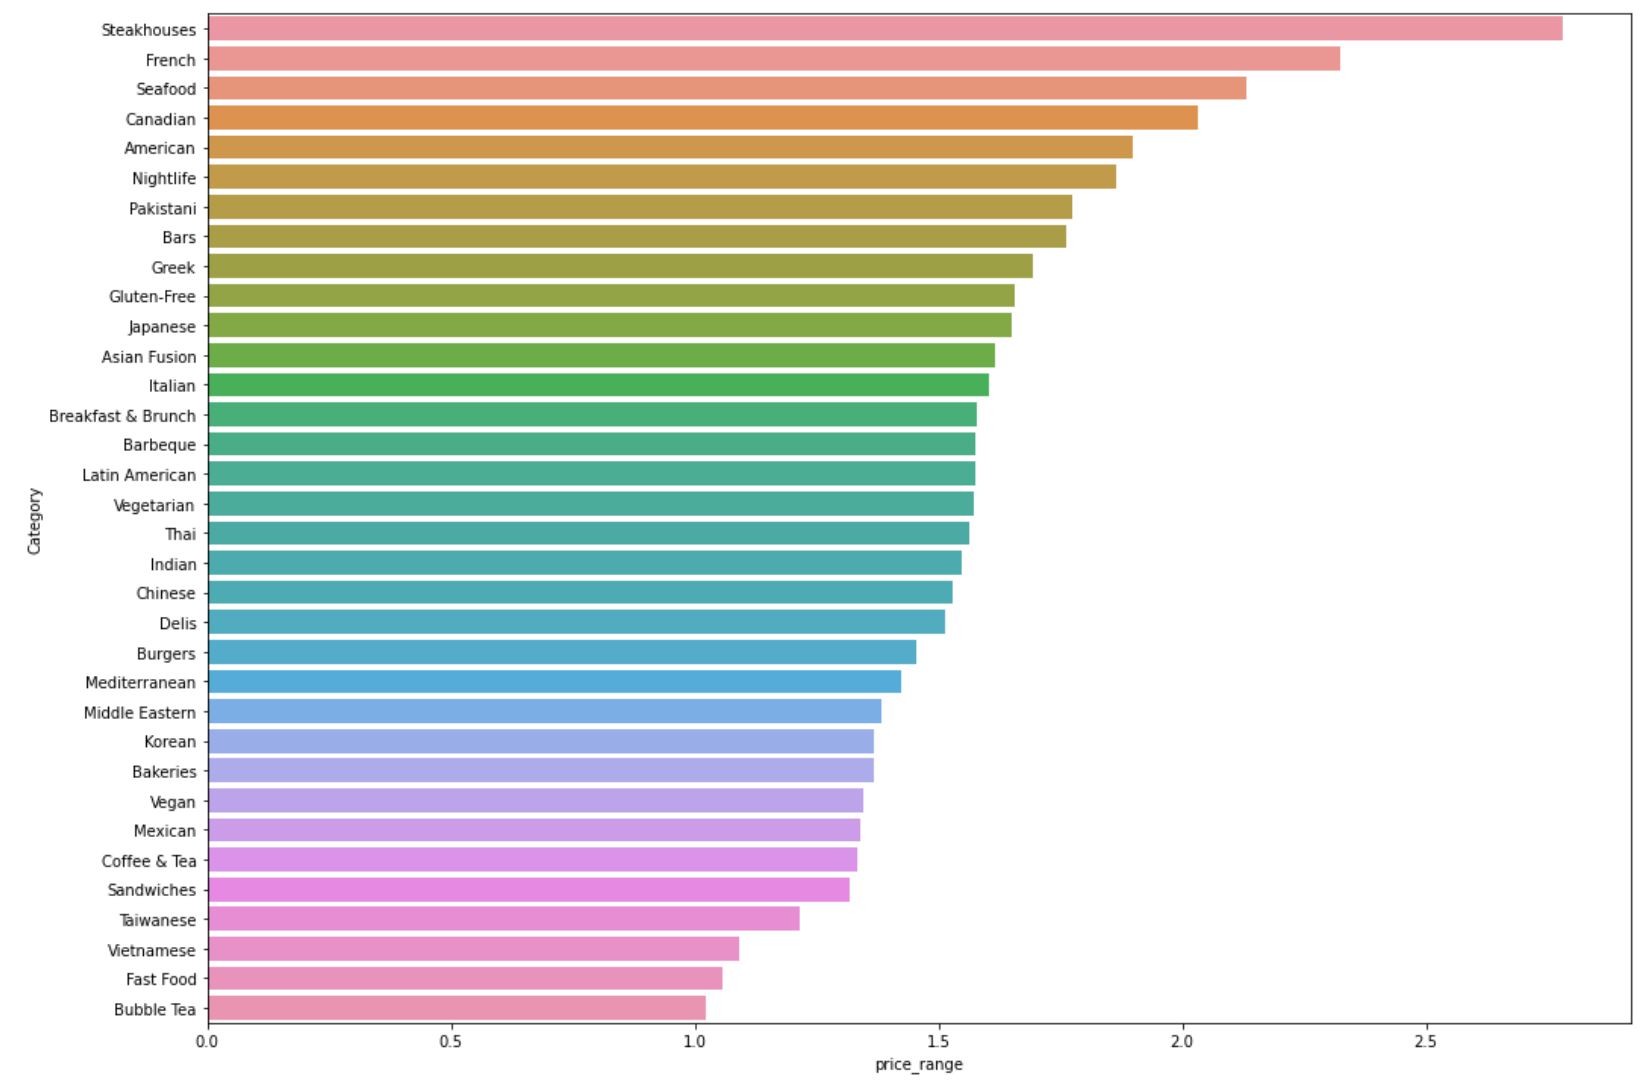 Steakhouses
French
Seafood
Canadian
American
Nightlife
Pakistani
Bars
Greek
Gluten-Free
Japanese
Asian Fusion
Italian
Breakfast & Brunch
Barbeque
Latin American
Vegetarian
Thai
Indian
Chinese
Delis
Burgers
Mediterranean
Middle Eastern
Korean
Bakeries
Vegan
Mexican
Coffee & Tea
Sandwiches
Taiwanese
Vietnamese
Fast Food
Bubble Tea
Category
0.0 0.5 1.0 1.5 2.0 2.5
price_range